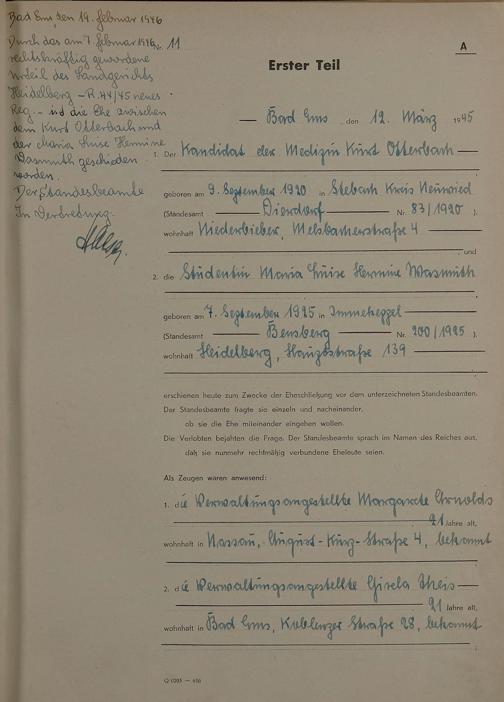 Bad Ems, den 19. Februar 1946
Durch das am 7. Februar 1946
rechtskräftig gewordene
Urteil des Landgerichts
Heidelberg – R. 44/45 neues
Reg. – ist die Ehe zwischen
dem Kurt Otterbach und
der Maria Luise Hermine
Wasmuth geschieden
worden.
Der Standesbeamte
In Vertretung:
11
A
Erster Teil
Bad Ems, den 12. März 1945
1. Der Kandidat der Medizin Kurt Otterbach
geboren am 9. September 1920 in Stebach Kreis Neuwied
(Standesamt Dierdorf Nr. 83/1920).
wohnhaft Niederbieber, Melsbacherstraße 4
und
2. die Studentin Maria Luise Hermine Wasmuth
geboren am 7. September 1925 in Immekeppel
(Standesamt Bensberg Nr. 200/1925).
wohnhaft Heidelberg, straße 139
erschienen heute zum Zwecke der Eheschließung vor dem unterzeichneten Standesbeamten.
Der Standesbeamte fragte sie einzeln und nacheinander,
ob sie die Ehe miteinander eingehen wollen.
Die Verlobten bejahten die Frage. Der Standesbeamte sprach im Namen des Reiches aus,
daß sie nunmehr rechtmäßig verbundene Eheleute seien.
Als Zeugen waren anwesend:
1. die Verwaltungsangestellte Margarete Arnolds
21 Jahre alt,
wohnhaft in Nassau, August-Kurz-Straße 4, bekannt
2. die Verwaltungsangestellte Gisela Theis
21 Jahre alt,
wohnhaft in Bad Ems, Koblenzer Straße 28, bekannt